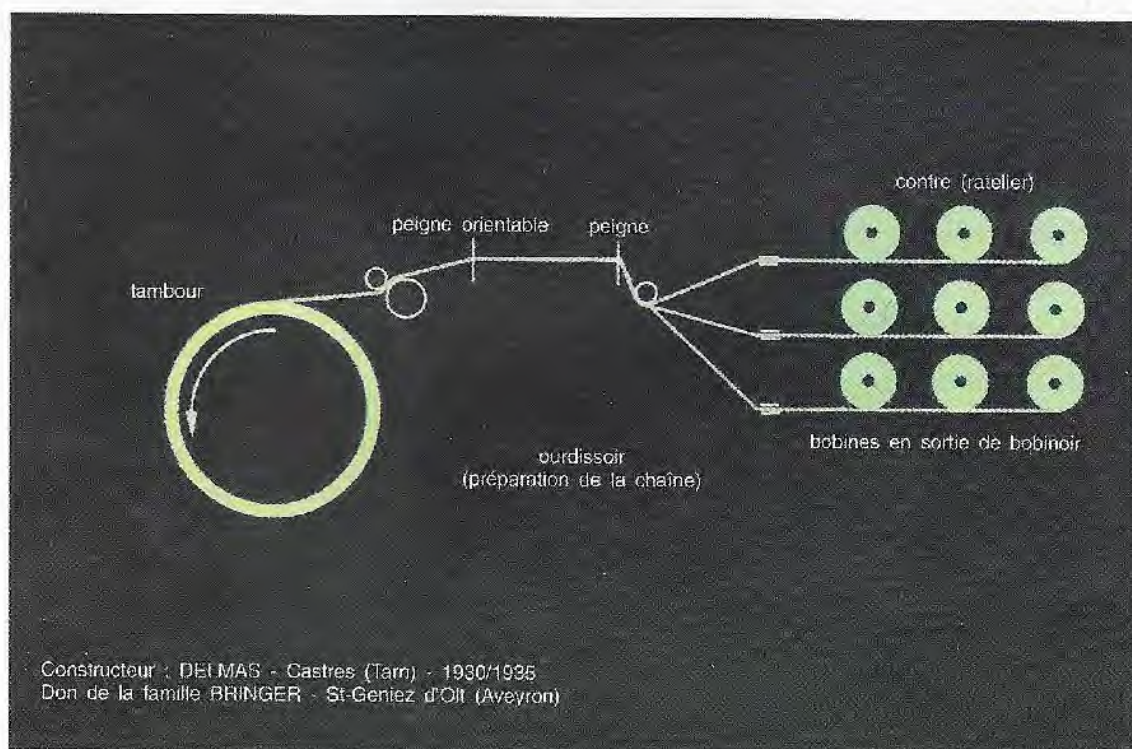 contre (ratelier)
peigne orientable
peigne
tambour
bobines en sortie de bobinoir
ourdissoir
(préparation de la chaîne)
Constructeur : DELMAS - Castres (Tarn) - 1930/1935
Don de la famille BRINGER - St-Geniez d'Olt (Aveyron)